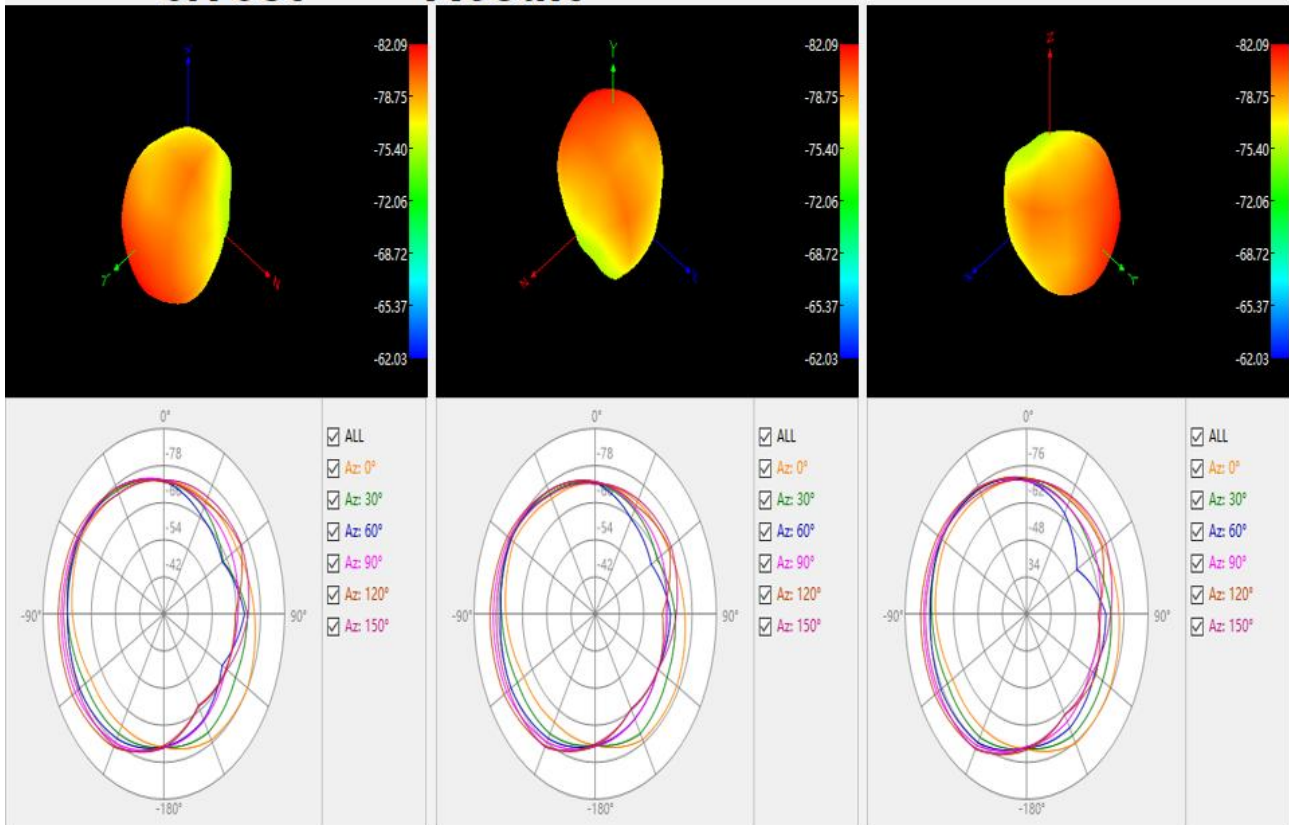 -82.09
-78.75
-75.40
-72.06
-68.72
-65.37
-62.03
Y
-82.09
-78.75
-75.40
-72.06
-68.72
-65.37
-62.03
Y
-82.09
-78.75
-75.40
-72.06
-68.72
-65.37
-62.03
Y
0°
-78
-66
-54
-42
-90°
90°
-180°
ALL
Az: 0°
Az: 30°
Az: 60°
Az: 90°
Az: 120°
Az: 150°
0°
-78
-66
-54
-42
-90°
90°
-180°
ALL
Az: 0°
Az: 30°
Az: 60°
Az: 90°
Az: 120°
Az: 150°
0°
-76
-62
-48
34
-90°
90°
-180°
ALL
Az: 0°
Az: 30°
Az: 60°
Az: 90°
Az: 120°
Az: 150°